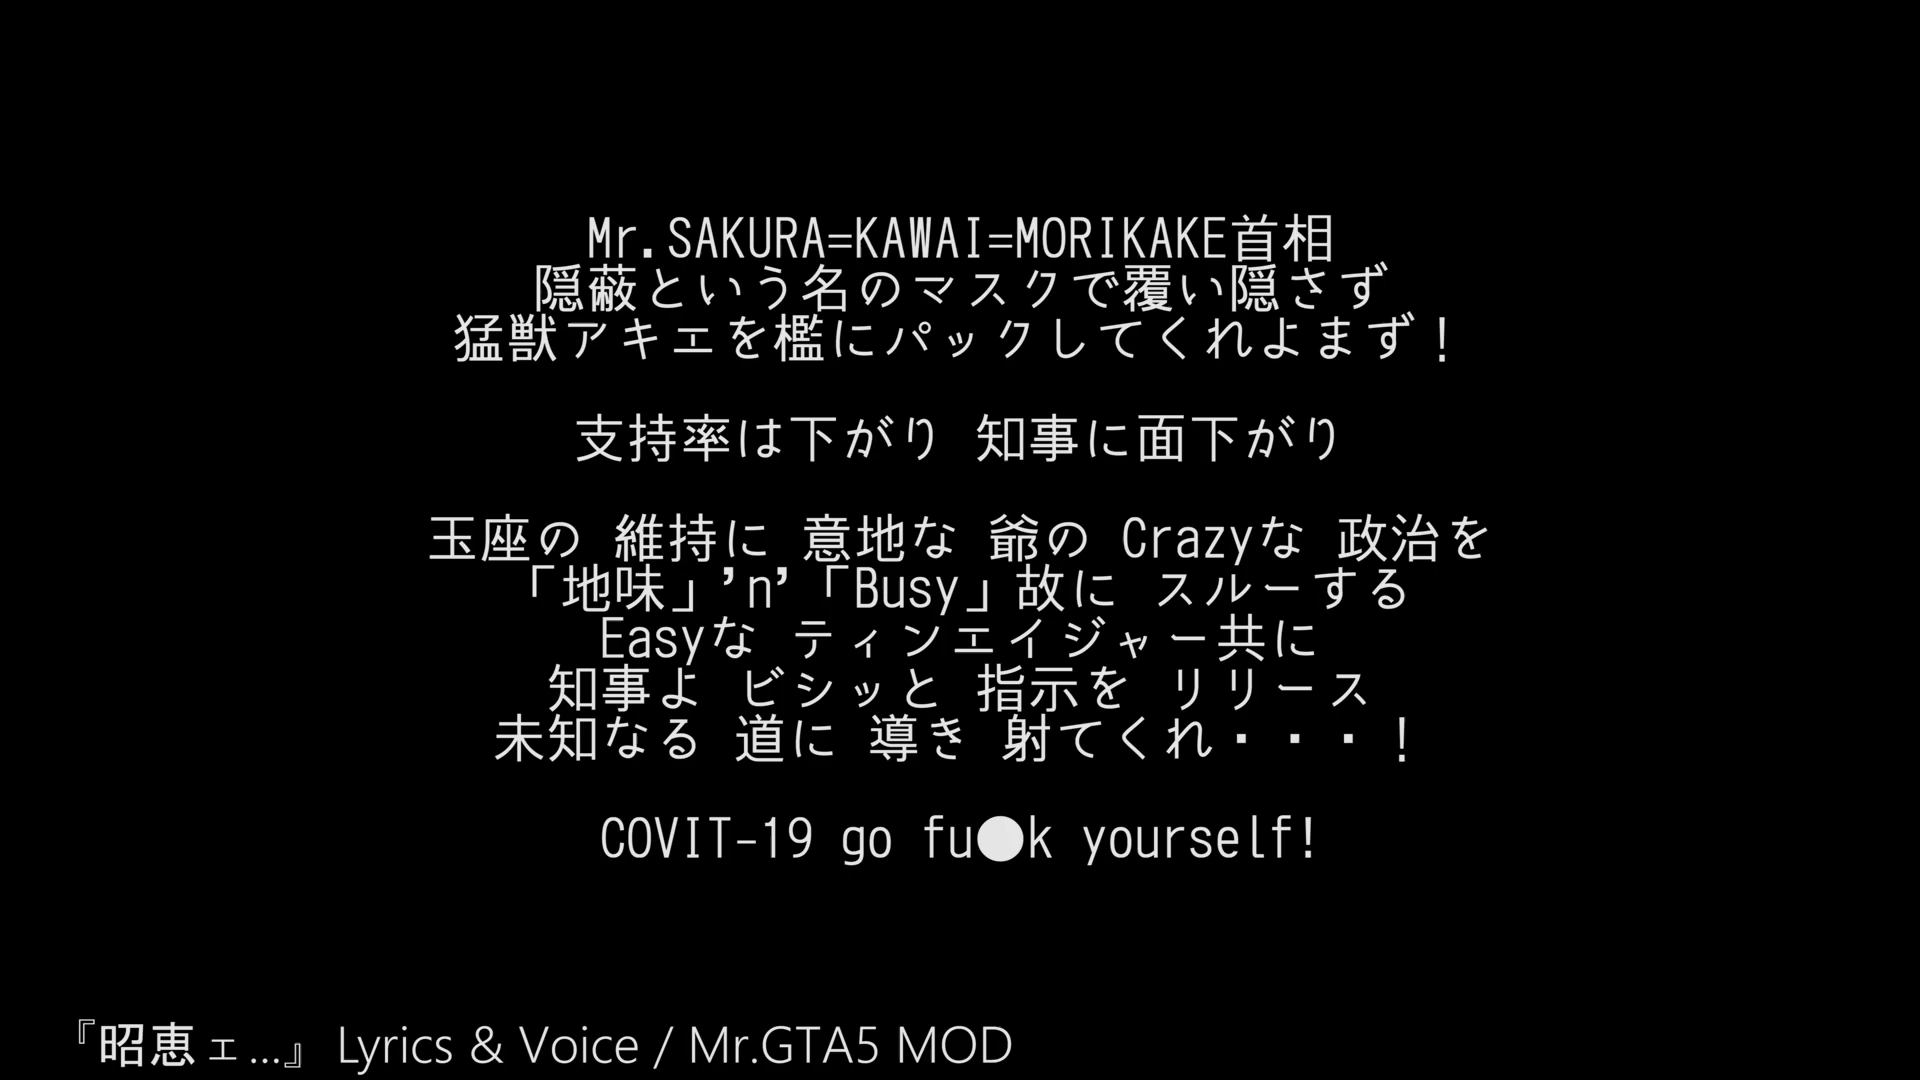 Mr.SAKURA=KAWAI=MORIKAKE首相
隠蔽という名のマスクで覆い隠さず
猛獣アキエを檻にパックしてくれよまず！
支持率は下がり 知事に面下がり
玉座の 維持に 意地な 爺の Crazyな 政治を
「地味」’n’「Busy」故に スルーする
Easyな ティンエイジャー共に
知事よ ビシッと 指示を リリース
未知なる 道に 導き 射てくれ・・・！
COVIT-19 go fu●k yourself!
『昭恵ェ…』 Lyrics & Voice / Mr.GTA5 MOD